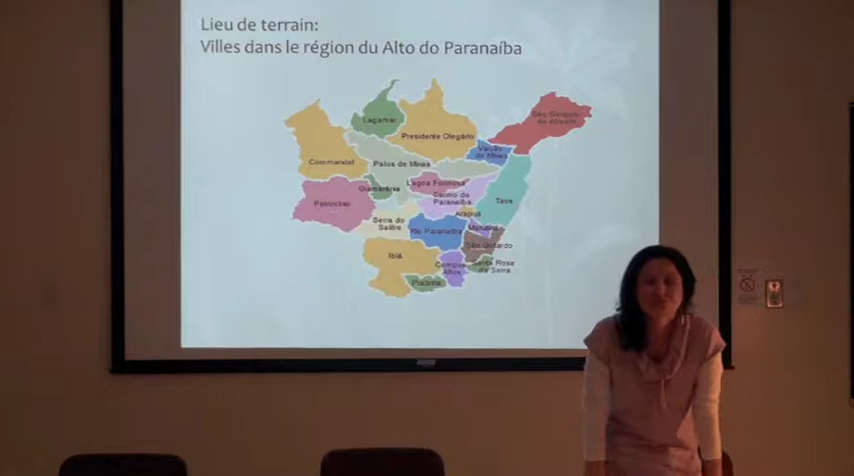 Lieu de terrain:
Villes dans le région du Alto do Paranaíba
Lagamar
Presidente Olegário
São Gonçalo
do Abaeté
Varjão
de Minas
Coromandel
Patos de Minas
Lagoa Formosa
Guimarânia
Carmo do
Paranaíba
Tiros
Patrocínio
Arapuá
Serra do
Salitre
Rio Paranaíba
Matutina
São Gotardo
Ibiá
Campos
Altos
Santa Rosa
da Serra
Pratinha